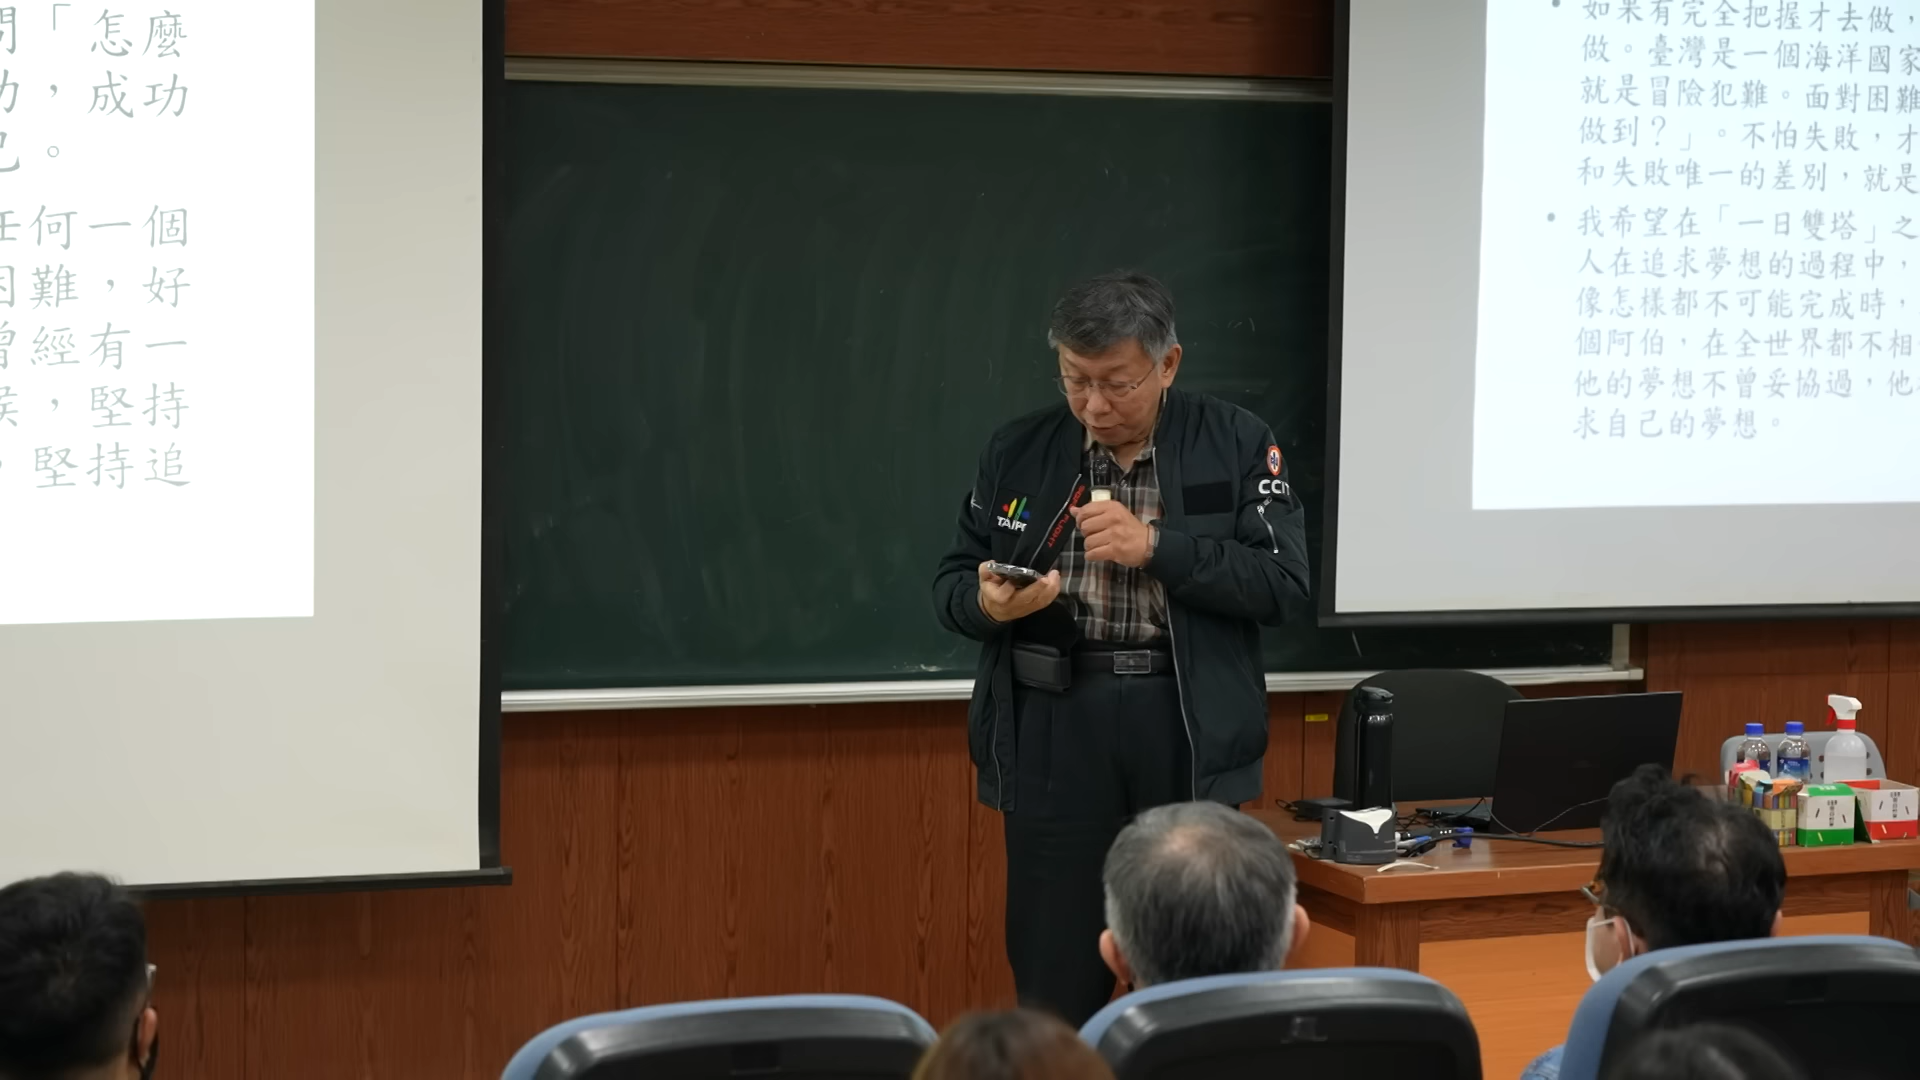 問「怎麼
功，成功
己。
任何一個
困難，好
曾經有一
候，堅持
，堅持追
如果有完全把握才去做，
做。臺灣是一個海洋國家
就是冒險犯難。面對困難
做到？」。不怕失敗，才
和失敗唯一的差別，就是
我希望在「一日雙塔」之
人在追求夢想的過程中，
像怎樣都不可能完成時，
個阿伯，在全世界都不相
他的夢想不曾妥協過，他
求自己的夢想。
TAIPE
CCIT
FLIGHT